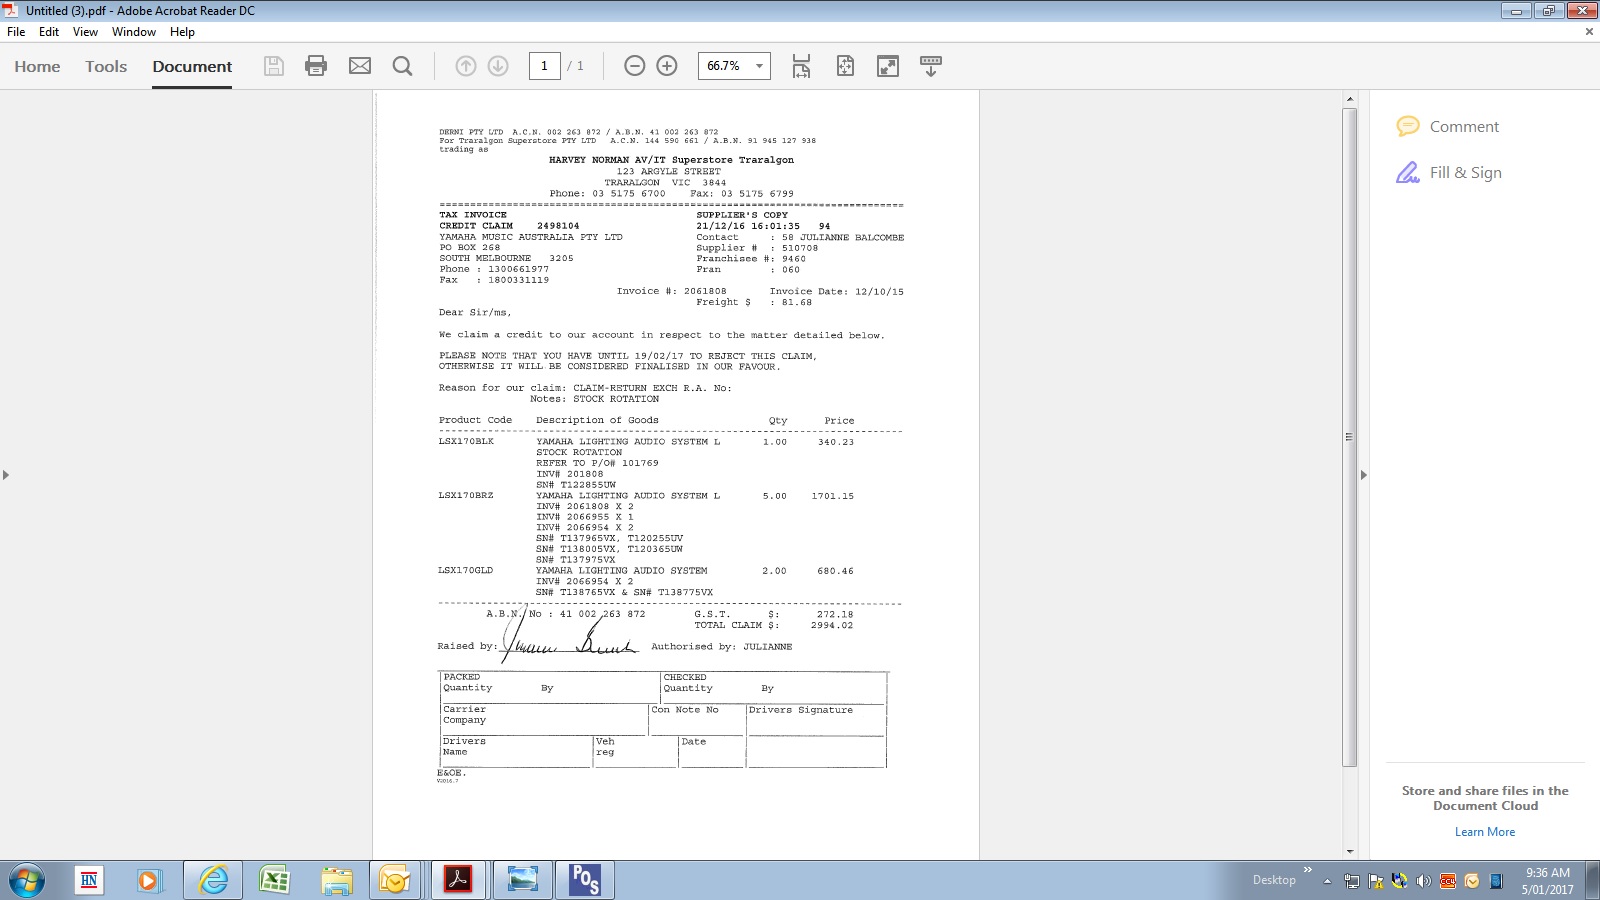 Untitled (3).pdf - Adobe Acrobat Reader DC
File Edit View Window Help
Home Tools Document 1 / 1 66.7%
DERNI PTY LTD A.C.N. 002 263 872 / A.B.N. 41 002 263 872
For Traralgon Superstore PTY LTD A.C.N. 144 590 661 / A.B.N. 91 945 127 938
trading as
HARVEY NORMAN AV/IT Superstore Traralgon
123 ARGYLE STREET
TRARALGON VIC 3844
Phone: 03 5175 6700 Fax: 03 5175 6799
TAX INVOICE SUPPLIER'S COPY
CREDIT CLAIM 2498104 21/12/16 16:01:35 94
YAMAHA MUSIC AUSTRALIA PTY LTD Contact : 58 JULIANNE BALCOMBE
PO BOX 268 Supplier # : 510708
SOUTH MELBOURNE 3205 Franchisee #: 9460
Phone : 1300661977 Fran : 060
Fax : 1800331119
Invoice #: 2061808 Invoice Date: 12/10/15
Freight $ : 81.68
Dear Sir/ms,
We claim a credit to our account in respect to the matter detailed below.
PLEASE NOTE THAT YOU HAVE UNTIL 19/02/17 TO REJECT THIS CLAIM,
OTHERWISE IT WILL BE CONSIDERED FINALISED IN OUR FAVOUR.
Reason for our claim: CLAIM-RETURN EXCH R.A. No:
Notes: STOCK ROTATION
Product Code Description of Goods Qty Price
LSX170BLK YAMAHA LIGHTING AUDIO SYSTEM L 1.00 340.23
STOCK ROTATION
REFER TO P/O# 101769
INV# 201808
SN# T122855UW
LSX170BRZ YAMAHA LIGHTING AUDIO SYSTEM L 5.00 1701.15
INV# 2061808 X 2
INV# 2066955 X 1
INV# 2066954 X 2
SN# T137965VX, T120255UV
SN# T138005VX, T120365UW
SN# T137975VX
LSX170GLD YAMAHA LIGHTING AUDIO SYSTEM 2.00 680.46
INV# 2066954 X 2
SN# T138765VX & SN# T138775VX
A.B.N. No : 41 002 263 872 G.S.T. $: 272.18
TOTAL CLAIM $: 2994.02
Raised by: Authorised by: JULIANNE
PACKED CHECKED
Quantity By Quantity By
Carrier Con Note No Drivers Signature
Company
Drivers Veh Date
Name reg
E&OE.
Comment
Fill & Sign
Store and share files in the
Document Cloud
Learn More
HN
POS
Desktop
9:36 AM
5/01/2017